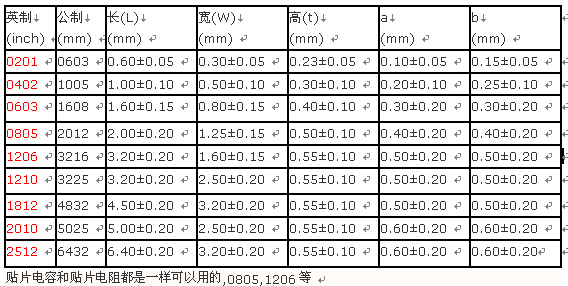 英制 公制 长(L) 宽(W) 高(t) a b
(inch) (mm) (mm) (mm) (mm) (mm) (mm)
0201 0603 0.60±0.05 0.30±0.05 0.23±0.05 0.10±0.05 0.15±0.05
0402 1005 1.00±0.10 0.50±0.10 0.30±0.10 0.20±0.10 0.25±0.10
0603 1608 1.60±0.15 0.80±0.15 0.40±0.10 0.30±0.20 0.30±0.20
0805 2012 2.00±0.20 1.25±0.15 0.50±0.10 0.40±0.20 0.40±0.20
1206 3216 3.20±0.20 1.60±0.15 0.55±0.10 0.50±0.20 0.50±0.20
1210 3225 3.20±0.20 2.50±0.20 0.55±0.10 0.50±0.20 0.50±0.20
1812 4832 4.50±0.20 3.20±0.20 0.55±0.10 0.50±0.20 0.50±0.20
2010 5025 5.00±0.20 2.50±0.20 0.55±0.10 0.60±0.20 0.60±0.20
2512 6432 6.40±0.20 3.20±0.20 0.55±0.10 0.60±0.20 0.60±0.20
贴片电容和贴片电阻都是一样可以用的,0805,1206等